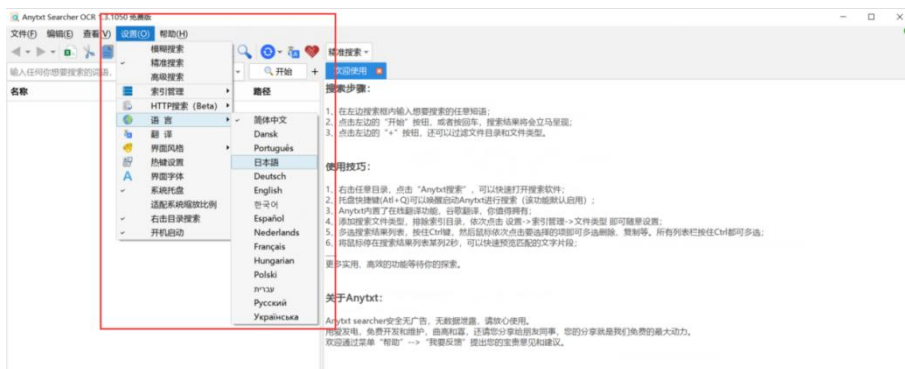 Anytxt Searcher OCR 1.3.1050 免费版
文件(F) 编辑(E) 查看(V) 设置(O) 帮助(H)
精准搜索
输入任何你想要搜索的词语,
开始 +
欢迎使用
名称
路径
模糊搜索
精准搜索
高级搜索
索引管理
HTTP搜索 (Beta)
语 言
翻 译
界面风格
热键设置
界面字体
系统托盘
适配系统缩放比例
右击目录搜索
开机启动
简体中文
Dansk
Português
日本語
Deutsch
English
한국어
Español
Nederlands
Français
Hungarian
Polski
עברית
Русский
Українська
搜索步骤:
1、在左边搜索框内输入想要搜索的任意短语;
2、点击左边的 "开始" 按钮, 或者按回车, 搜索结果将会立马呈现;
3、点击左边的 "+" 按钮, 还可以过滤文件目录和文件类型。
使用技巧:
1、右击任意目录, 点击 "Anytxt搜索", 可以快速打开搜索软件;
2、托盘快捷键(Atl+Q)可以唤醒启动Anytxt进行搜索 (该功能默认启用) ;
3、Anytxt内置了在线翻译功能, 谷歌翻译, 你值得拥有;
4、添加搜索文件类型, 排除索引目录, 依次点击 设置->索引管理->文件类型 即可随意设置;
5、多选搜索结果列表, 按住Ctrl键, 然后鼠标依次点击要选择的项即可多选删除、复制等。所有列表栏按住Ctrl都可多选;
6、将鼠标停在搜索结果列表某列2秒, 可以快速预览匹配的文字片段;
......
更多实用、高效的功能等待你的探索。
关于Anytxt:
Anytxt searcher安全无广告, 无数据泄露, 请放心使用。
用爱发电, 免费开发和维护, 曲高和寡, 还请您分享给朋友同事, 您的分享就是我们免费的最大动力。
欢迎通过菜单 "帮助" --> "我要反馈" 提出您的宝贵意见和建议。